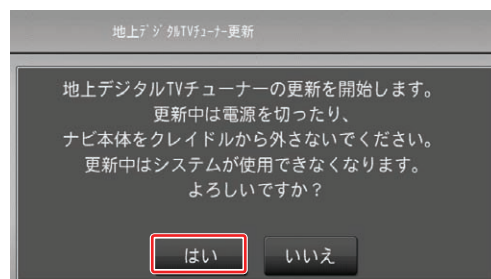 地上ﾃﾞｼﾞﾀﾙTVﾁｭｰﾅｰ更新
地上デジタルTVチューナーの更新を開始します。
更新中は電源を切ったり、
ナビ本体をクレイドルから外さないでください。
更新中はシステムが使用できなくなります。
よろしいですか？
はい
いいえ